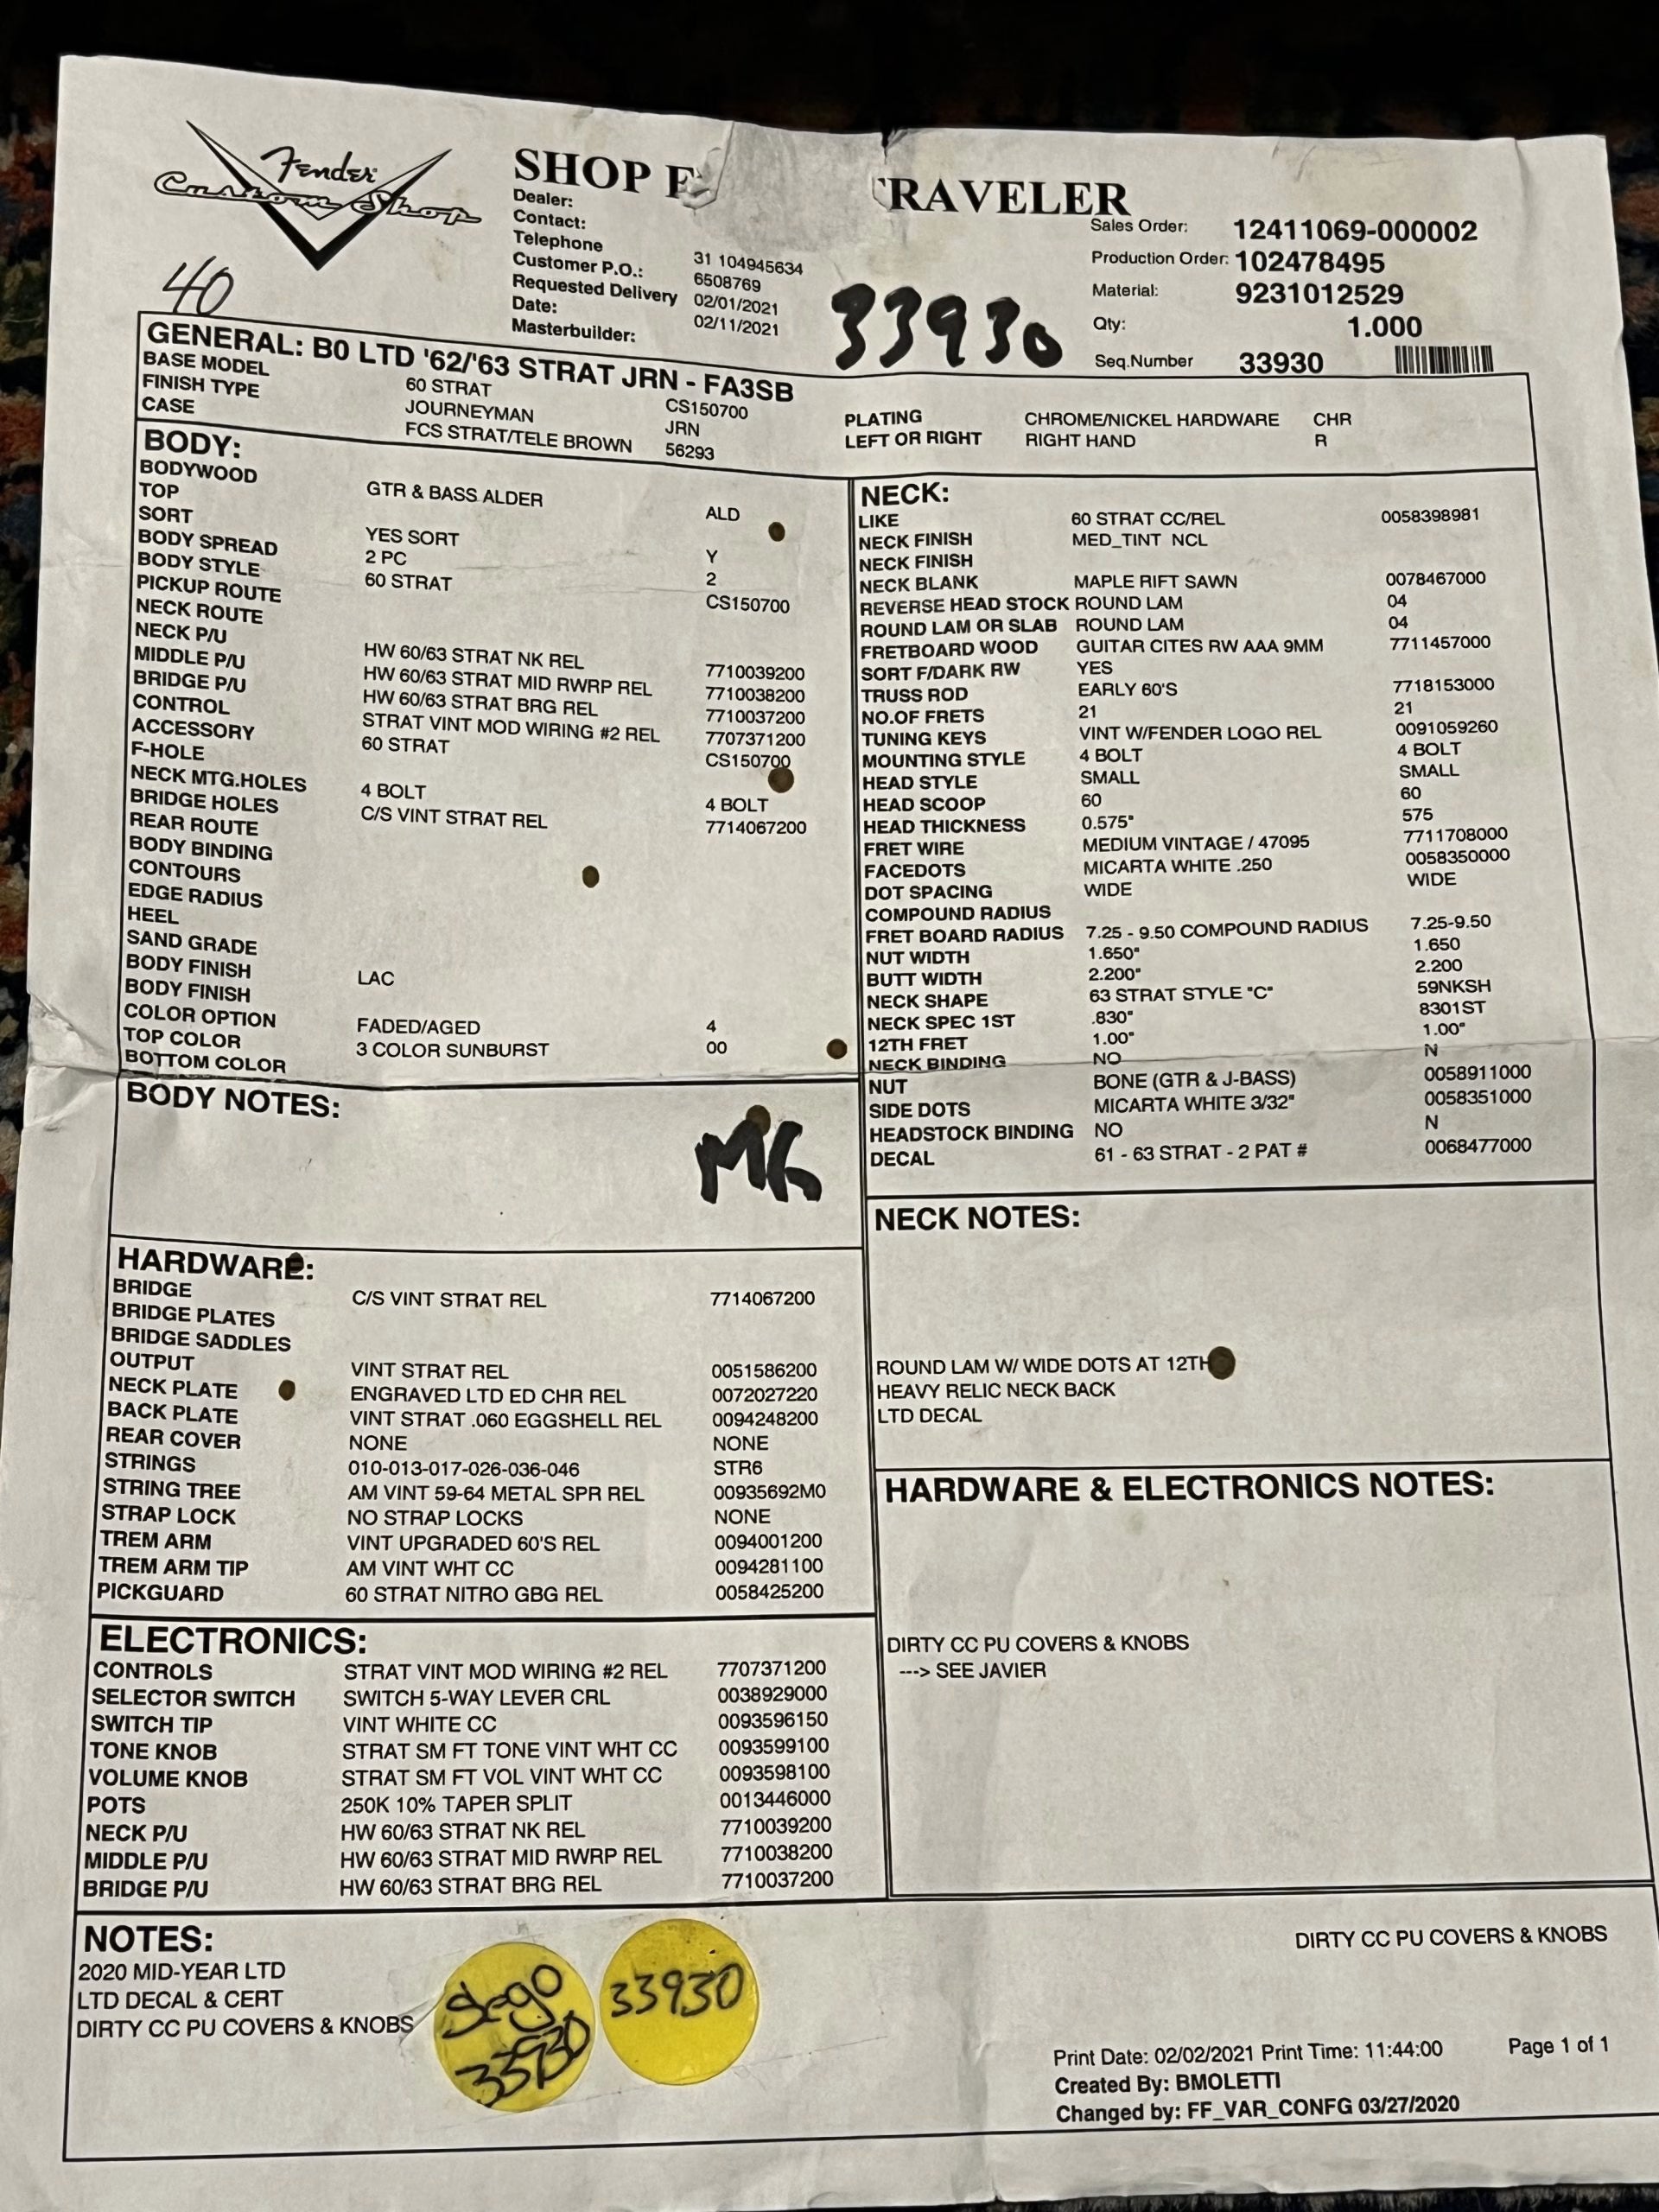 Fender
Custom Shop
SHOP RAVELER
Dealer:
Contact:
Telephone 31 104945634
Customer P.O.: 6508769
Requested Delivery 02/01/2021
Date: 02/11/2021
Masterbuilder:
Sales Order: 12411069-000002
Production Order: 102478495
Material: 9231012529
Qty: 1.000
Seq.Number 33930
40
33930
GENERAL: B0 LTD '62/'63 STRAT JRN - FA3SB
BASE MODEL 60 STRAT CS150700
FINISH TYPE JOURNEYMAN JRN
CASE FCS STRAT/TELE BROWN 56293
PLATING CHROME/NICKEL HARDWARE CHR
LEFT OR RIGHT RIGHT HAND R
BODY:
BODYWOOD GTR & BASS ALDER ALD
TOP
SORT YES SORT Y
BODY SPREAD 2 PC 2
BODY STYLE 60 STRAT CS150700
PICKUP ROUTE
NECK ROUTE
NECK P/U HW 60/63 STRAT NK REL 7710039200
MIDDLE P/U HW 60/63 STRAT MID RWRP REL 7710038200
BRIDGE P/U HW 60/63 STRAT BRG REL 7710037200
CONTROL STRAT VINT MOD WIRING #2 REL 7707371200
ACCESSORY 60 STRAT CS150700
F-HOLE
NECK MTG.HOLES 4 BOLT 4 BOLT
BRIDGE HOLES C/S VINT STRAT REL 7714067200
REAR ROUTE
BODY BINDING
CONTOURS
EDGE RADIUS
HEEL
SAND GRADE
BODY FINISH LAC
BODY FINISH
COLOR OPTION FADED/AGED 4
TOP COLOR 3 COLOR SUNBURST 00
BOTTOM COLOR
NECK:
LIKE 60 STRAT CC/REL 0058398981
NECK FINISH MED_TINT NCL
NECK FINISH
NECK BLANK MAPLE RIFT SAWN 0078467000
REVERSE HEAD STOCK ROUND LAM 04
ROUND LAM OR SLAB ROUND LAM 04
FRETBOARD WOOD GUITAR CITES RW AAA 9MM 7711457000
SORT F/DARK RW YES
TRUSS ROD EARLY 60'S 7718153000
NO.OF FRETS 21 21
TUNING KEYS VINT W/FENDER LOGO REL 0091059260
MOUNTING STYLE 4 BOLT 4 BOLT
HEAD STYLE SMALL SMALL
HEAD SCOOP 60 60
HEAD THICKNESS 0.575" 575
FRET WIRE MEDIUM VINTAGE / 47095 7711708000
FACEDOTS MICARTA WHITE .250 0058350000
DOT SPACING WIDE WIDE
COMPOUND RADIUS
FRET BOARD RADIUS 7.25 - 9.50 COMPOUND RADIUS 7.25-9.50
NUT WIDTH 1.650" 1.650
BUTT WIDTH 2.200" 2.200
NECK SHAPE 63 STRAT STYLE "C" 59NKSH
NECK SPEC 1ST .830" 8301ST
12TH FRET 1.00" 1.00"
NECK BINDING NO N
NUT BONE (GTR & J-BASS) 0058911000
SIDE DOTS MICARTA WHITE 3/32" 0058351000
HEADSTOCK BINDING NO N
DECAL 61 - 63 STRAT - 2 PAT # 0068477000
BODY NOTES:
NECK NOTES:
ROUND LAM W/ WIDE DOTS AT 12TH
HEAVY RELIC NECK BACK
LTD DECAL
HARDWARE:
BRIDGE C/S VINT STRAT REL 7714067200
BRIDGE PLATES
BRIDGE SADDLES
OUTPUT VINT STRAT REL 0051586200
NECK PLATE ENGRAVED LTD ED CHR REL 0072027220
BACK PLATE VINT STRAT .060 EGGSHELL REL 0094248200
REAR COVER NONE NONE
STRINGS 010-013-017-026-036-046 STR6
STRING TREE AM VINT 59-64 METAL SPR REL 00935692M0
STRAP LOCK NO STRAP LOCKS NONE
TREM ARM VINT UPGRADED 60'S REL 0094001200
TREM ARM TIP AM VINT WHT CC 0094281100
PICKGUARD 60 STRAT NITRO GBG REL 0058425200
HARDWARE & ELECTRONICS NOTES:
DIRTY CC PU COVERS & KNOBS
---> SEE JAVIER
ELECTRONICS:
CONTROLS STRAT VINT MOD WIRING #2 REL 7707371200
SELECTOR SWITCH SWITCH 5-WAY LEVER CRL 0038929000
SWITCH TIP VINT WHITE CC 0093596150
TONE KNOB STRAT SM FT TONE VINT WHT CC 0093599100
VOLUME KNOB STRAT SM FT VOL VINT WHT CC 0093598100
POTS 250K 10% TAPER SPLIT 0013446000
NECK P/U HW 60/63 STRAT NK REL 7710039200
MIDDLE P/U HW 60/63 STRAT MID RWRP REL 7710038200
BRIDGE P/U HW 60/63 STRAT BRG REL 7710037200
NOTES:
2020 MID-YEAR LTD
LTD DECAL & CERT
DIRTY CC PU COVERS & KNOBS
33930
DIRTY CC PU COVERS & KNOBS
Print Date: 02/02/2021 Print Time: 11:44:00 Page 1 of 1
Created By: BMOLETTI
Changed by: FF_VAR_CONFG 03/27/2020